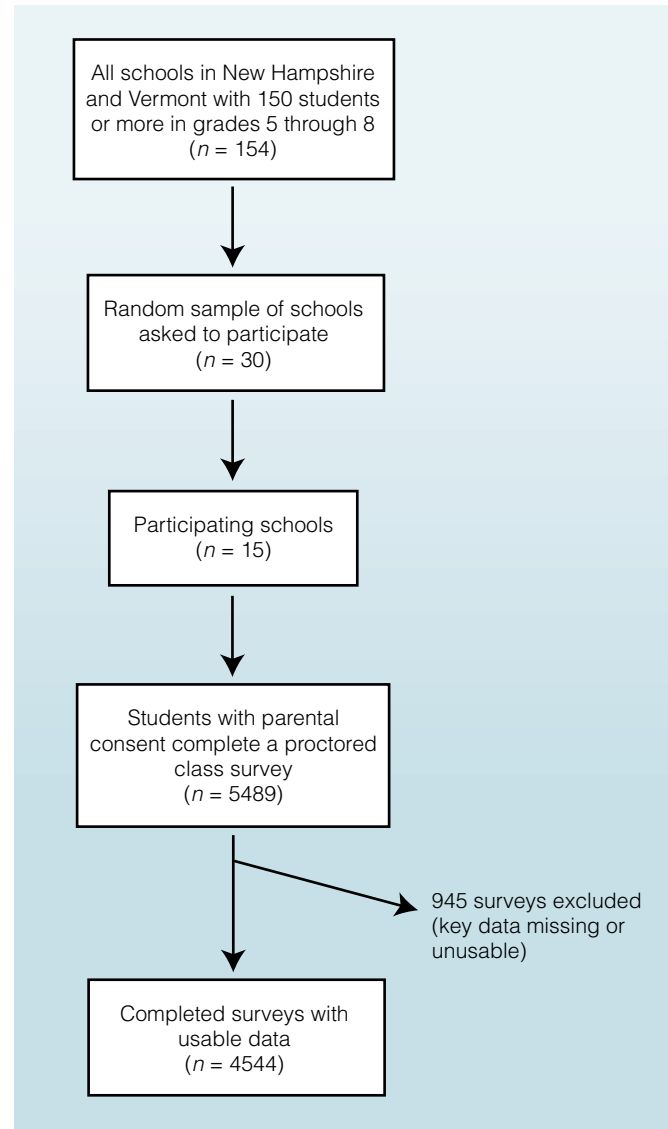 All schools in New Hampshire
and Vermont with 150 students
or more in grades 5 through 8
(n = 154)
Random sample of schools
asked to participate
(n = 30)
Participating schools
(n = 15)
Students with parental
consent complete a proctored
class survey
(n = 5489)
945 surveys excluded
(key data missing or
unusable)
Completed surveys with
usable data
(n = 4544)